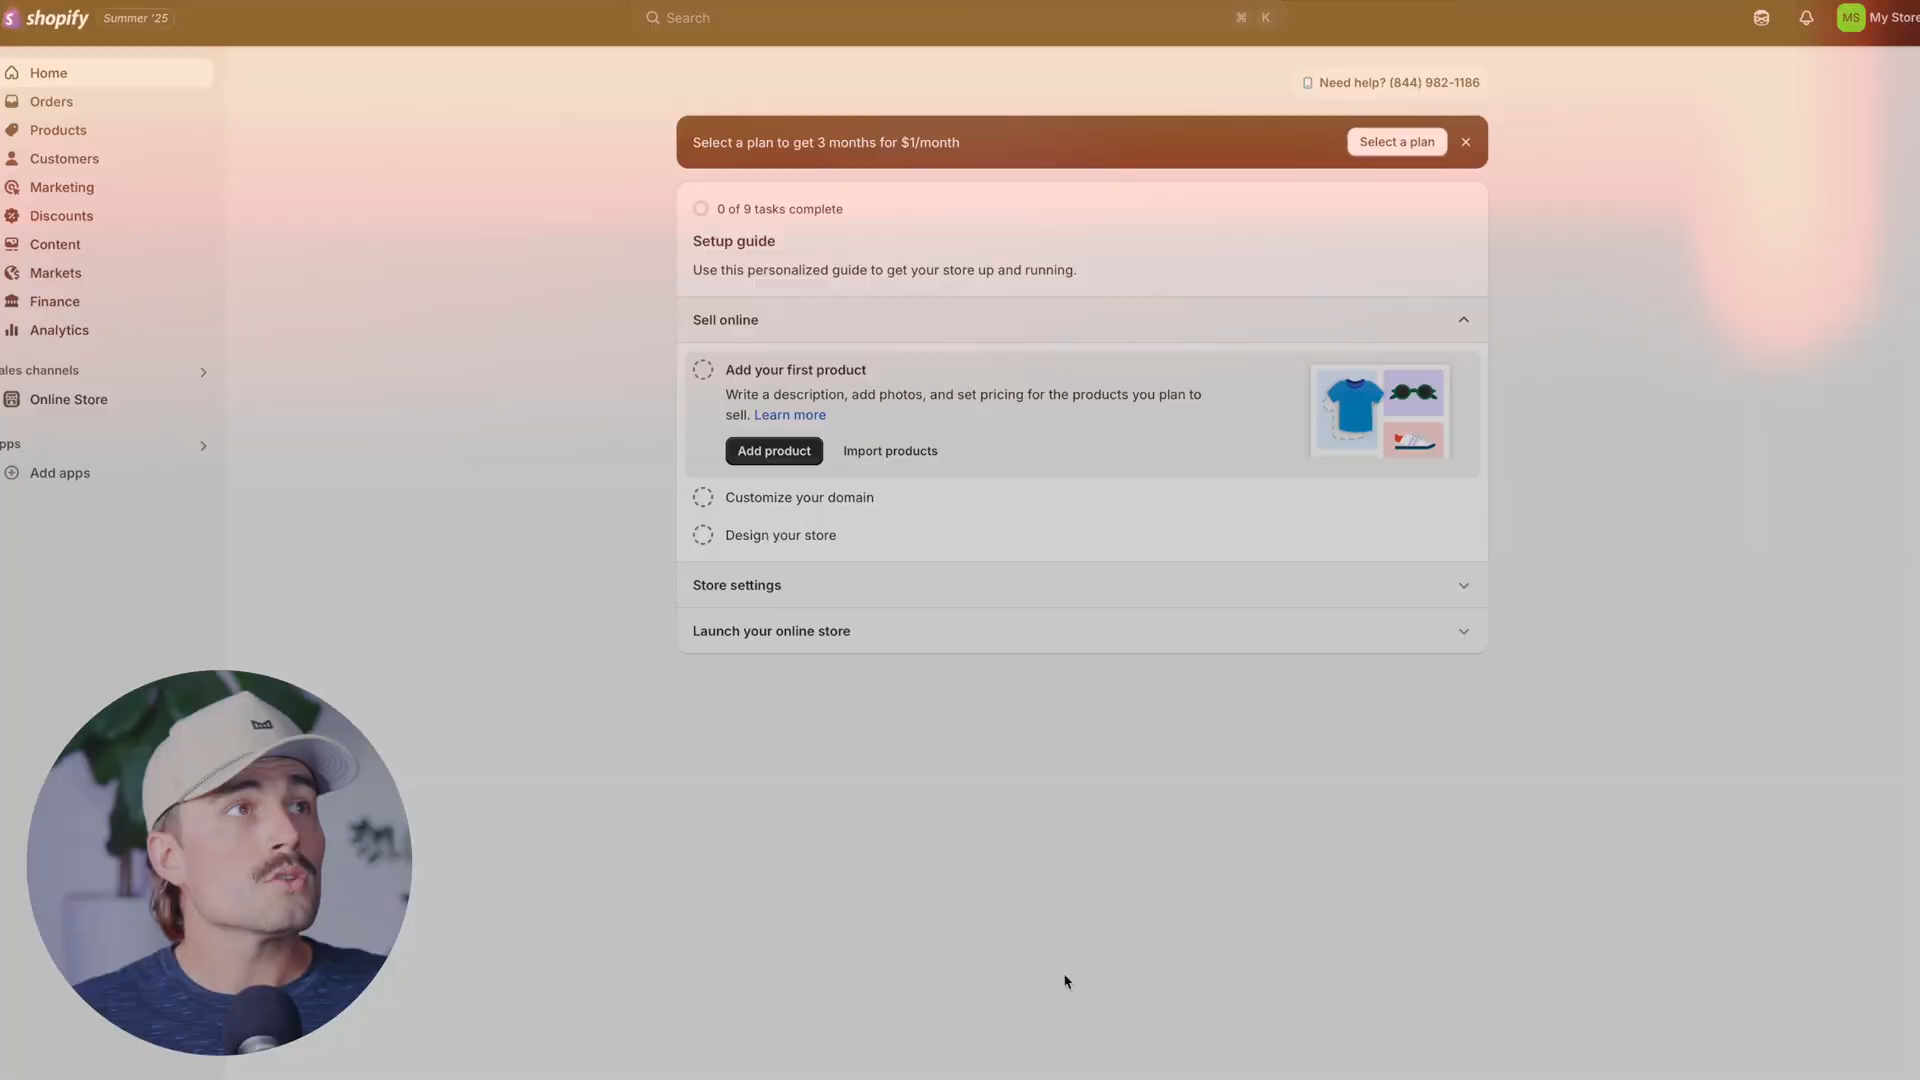 shopify
Summer '25
Search
⌘ K
MS
My Store
Home
Orders
Products
Customers
Marketing
Discounts
Content
Markets
Finance
Analytics
ales channels
Online Store
pps
Add apps
Need help? (844) 982-1186
Select a plan to get 3 months for $1/month
Select a plan
0 of 9 tasks complete
Setup guide
Use this personalized guide to get your store up and running.
Sell online
Add your first product
Write a description, add photos, and set pricing for the products you plan to
sell. Learn more
Add product
Import products
Customize your domain
Design your store
Store settings
Launch your online store